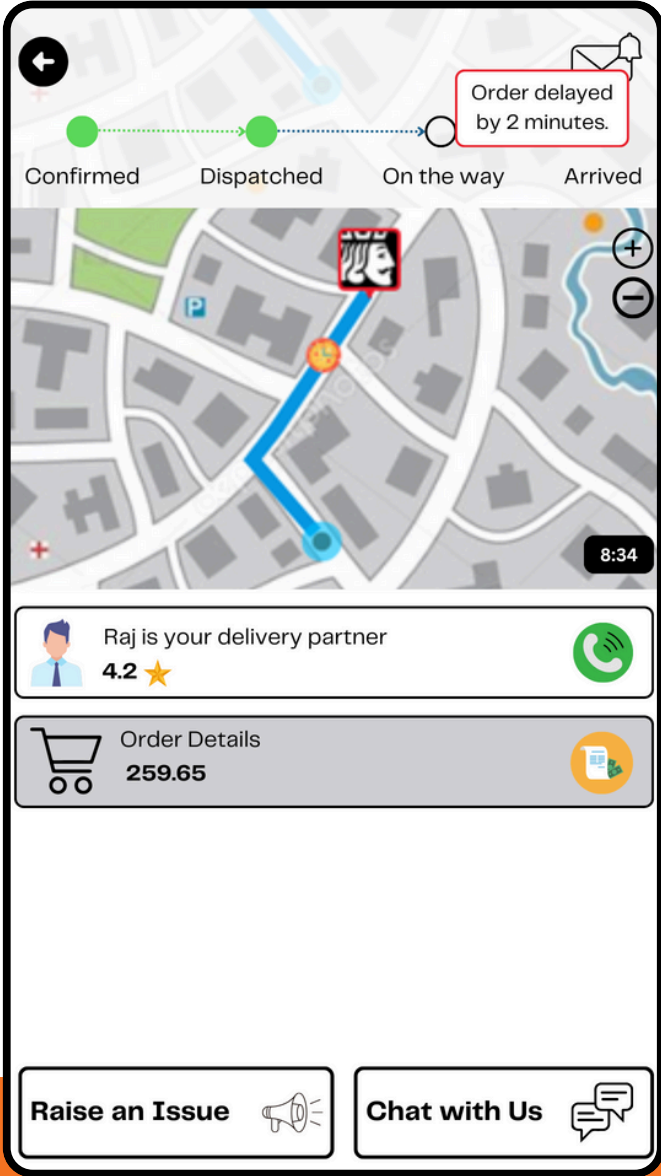 Order delayed
by 2 minutes.
Confirmed Dispatched On the way Arrived
P
8:34
Raj is your delivery partner
4.2
Order Details
259.65
Raise an Issue
Chat with Us